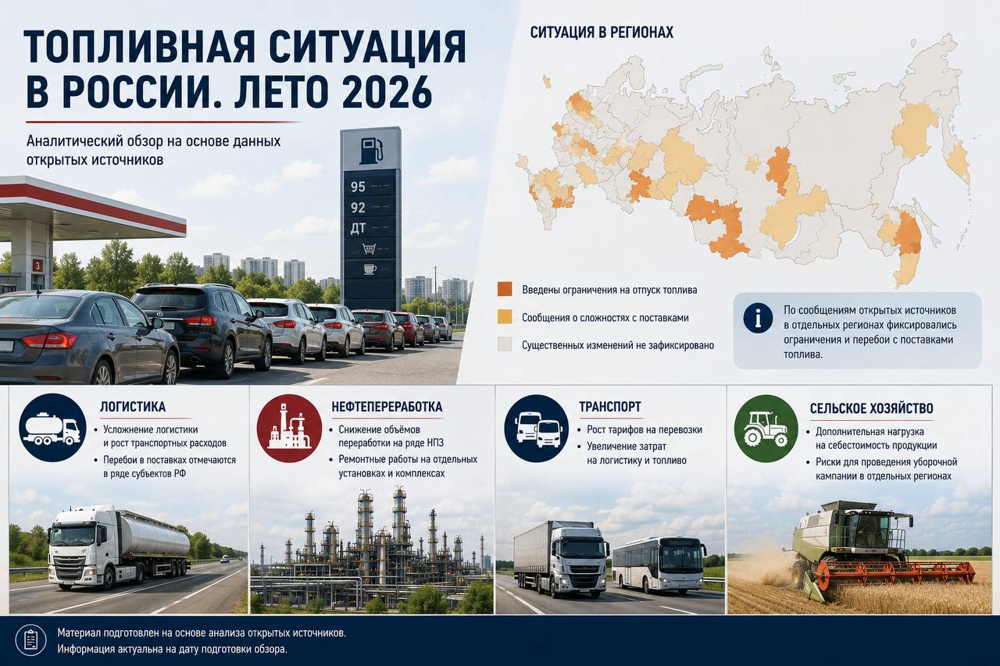 ТОПЛИВНАЯ СИТУАЦИЯ
В РОССИИ. ЛЕТО 2026
Аналитический обзор на основе данных
открытых источников
95
92
ДТ
3
СИТУАЦИЯ В РЕГИОНАХ
Введены ограничения на отпуск топлива
Сообщения о сложностях с поставками
Существенных изменений не зафиксировано
i
По сообщениям открытых источников
в отдельных регионах фиксировались
ограничения и перебои с поставками
топлива.
ЛОГИСТИКА
• Усложнение логистики
и рост транспортных расходов
• Перебои в поставках отмечаются
в ряде субъектов РФ
НЕФТЕПЕРЕРАБОТКА
• Снижение объёмов
переработки на ряде НПЗ
• Ремонтные работы на отдельных
установках и комплексах
ТРАНСПОРТ
• Рост тарифов на перевозки
• Увеличение затрат
на логистику и топливо
СЕЛЬСКОЕ ХОЗЯЙСТВО
• Дополнительная нагрузка
на себестоимость продукции
• Риски для проведения уборочной
кампании в отдельных регионах
Материал подготовлен на основе анализа открытых источников.
Информация актуальна на дату подготовки обзора.